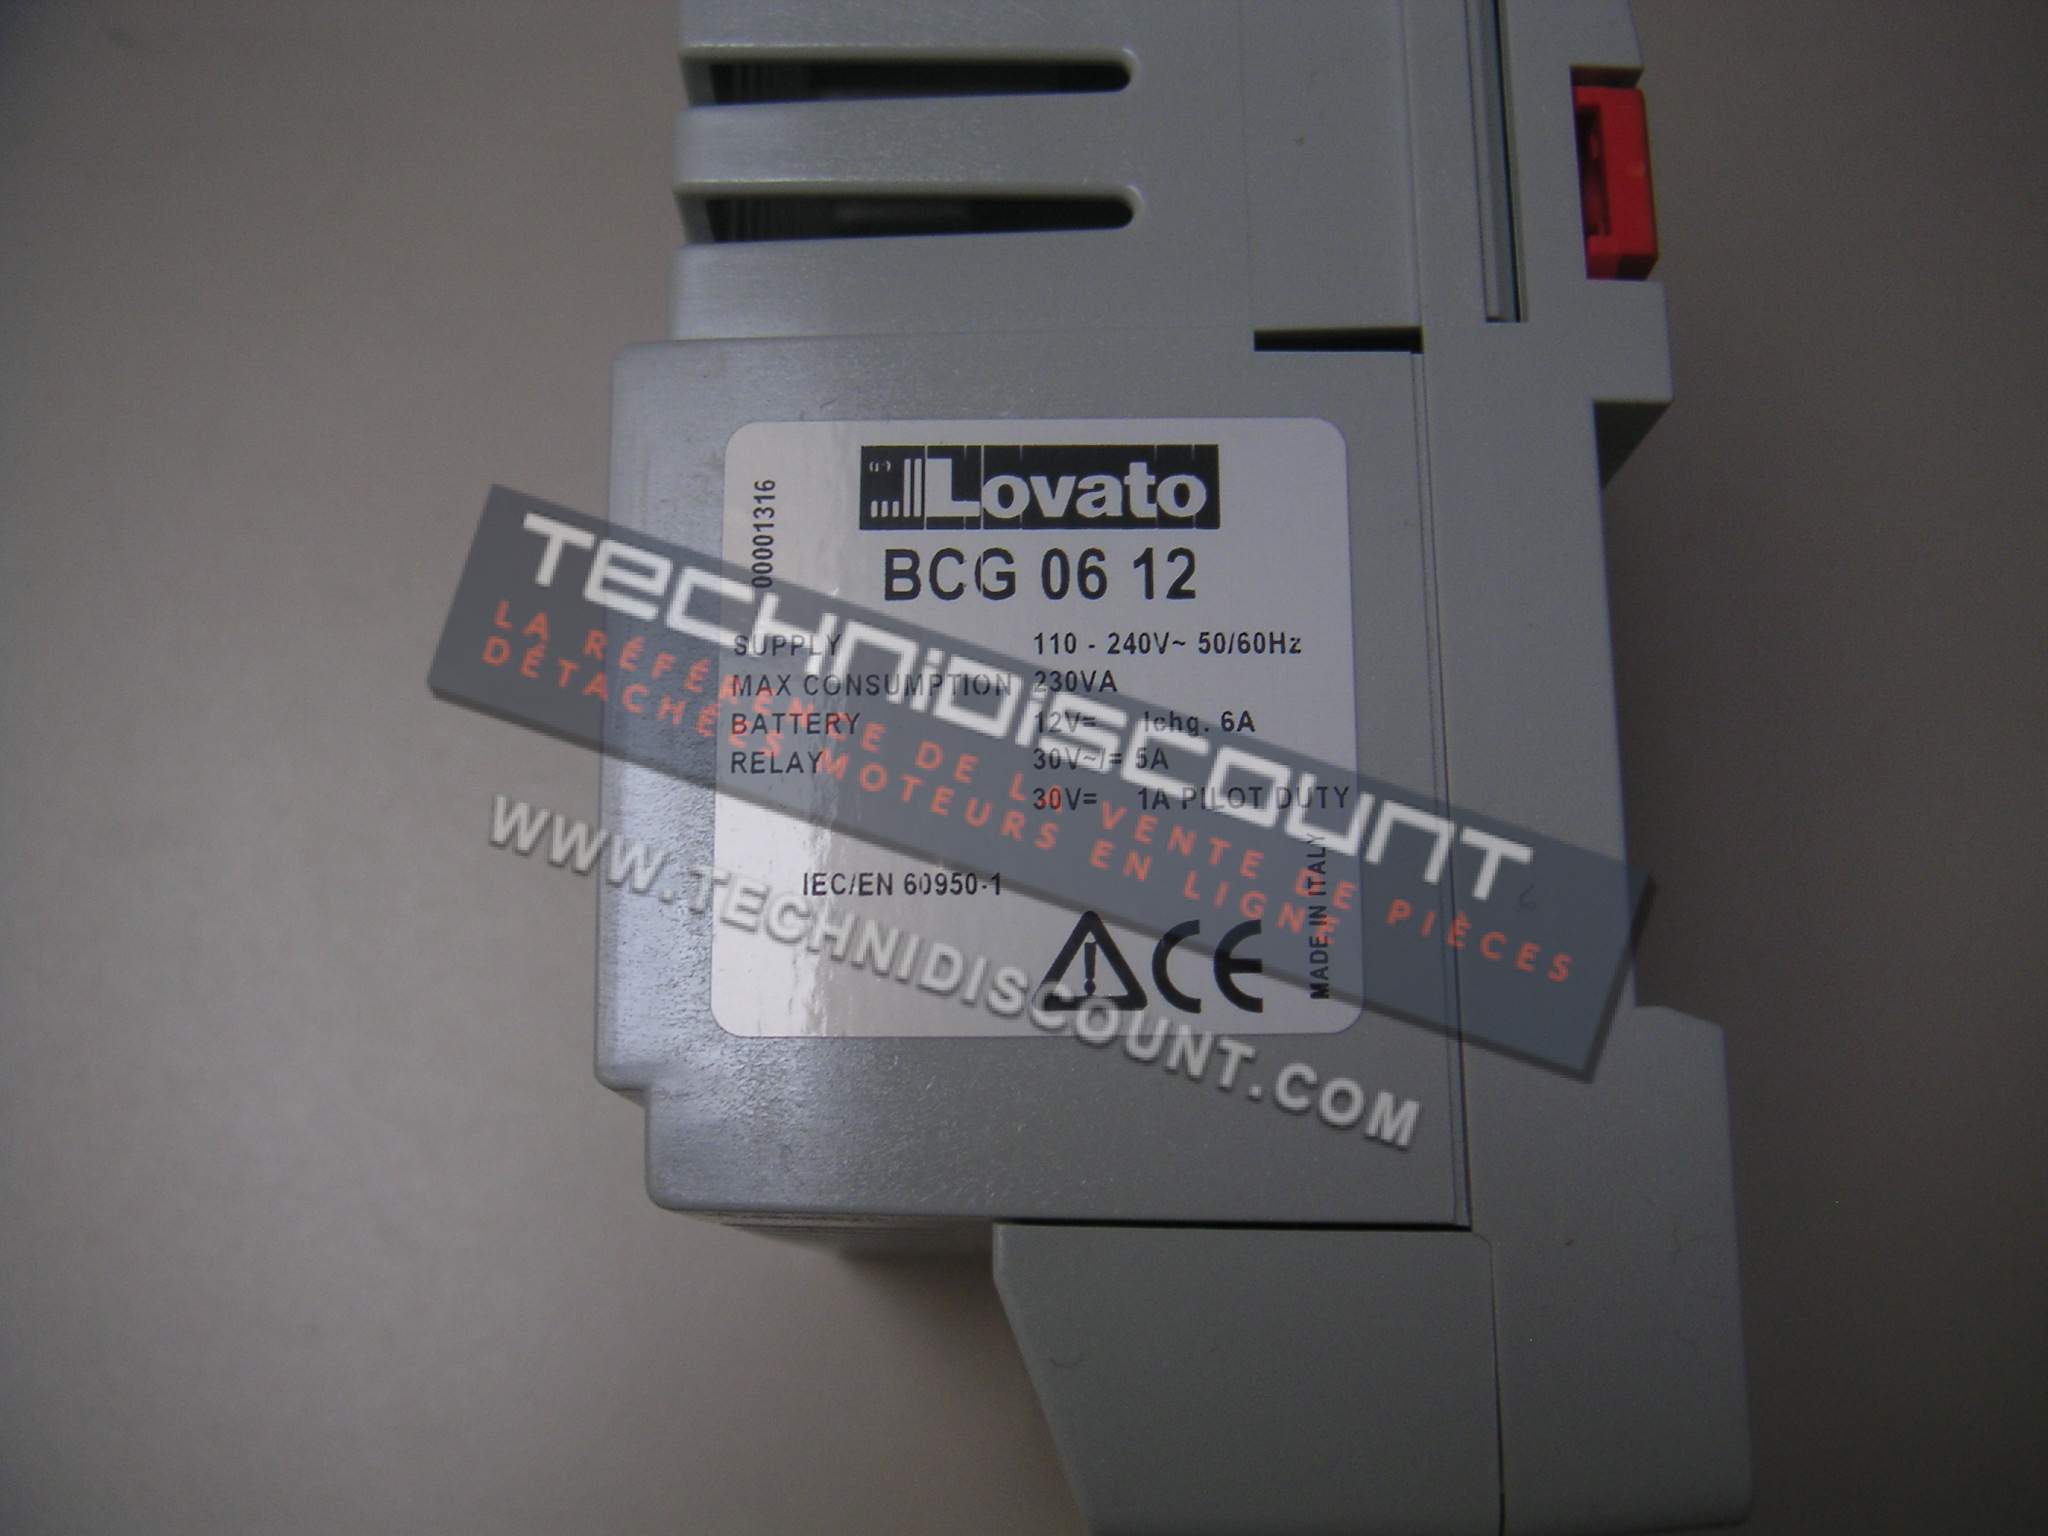 Lovato
BCG 06 12
00001316
SUPPLY 110 - 240V~ 50/60Hz
MAX CONSUMPTION 230VA
BATTERY 12V= Ichg. 6A
RELAY 30V~/= 5A
30V= 1A PILOT DUTY
IEC/EN 60950-1
CE
MADE IN ITALY
TECHNIDISCOUNT
LA RÉFÉRENCE DE LA VENTE DE PIÈCES
DÉTACHÉES MOTEURS EN LIGNE
WWW.TECHNIDISCOUNT.COM